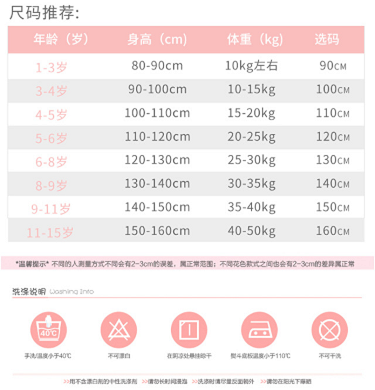 尺码推荐:
年龄（岁） 身高（cm） 体重（kg) 选码
1-3岁 80-90cm 10kg左右 90CM
3-4岁 90-100cm 10-15kg 100CM
4-5岁 100-110cm 15-20kg 110CM
5-6岁 110-120cm 20-25kg 120CM
6-8岁 120-130cm 25-30kg 130CM
8-9岁 130-140cm 30-35kg 140CM
9-11岁 140-150cm 35-40kg 150CM
11-15岁 150-160cm 40-50kg 160CM
*温馨提示* 不同的人测量方式不同会有2-3cm的误差，属正常范围；不同花色款式之间也会有2-3cm的差异属正常
洗涤说明 Washing Info
40℃
手洗/温度小于40℃ 不可漂白 在阴凉处悬挂晾干 熨斗底板温度小于110℃ 不可干洗
>>用不含漂白剂的中性洗涤剂 >>请勿长时间浸泡 >>洗涤时请尽量反面朝外 >>请勿在阳光下曝晒